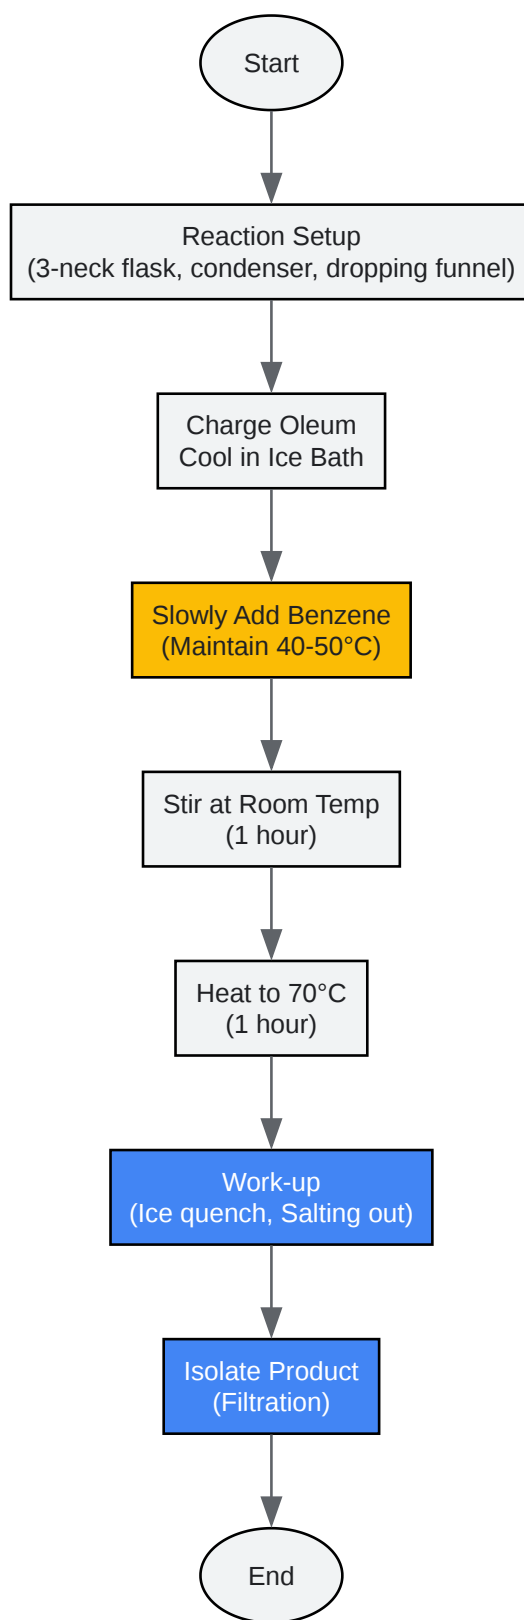 Start
Reaction Setup
(3-neck flask, condenser, dropping funnel)
Charge Oleum
Cool in Ice Bath
Slowly Add Benzene
(Maintain 40-50°C)
Stir at Room Temp
(1 hour)
Heat to 70°C
(1 hour)
Work-up
(Ice quench, Salting out)
Isolate Product
(Filtration)
End